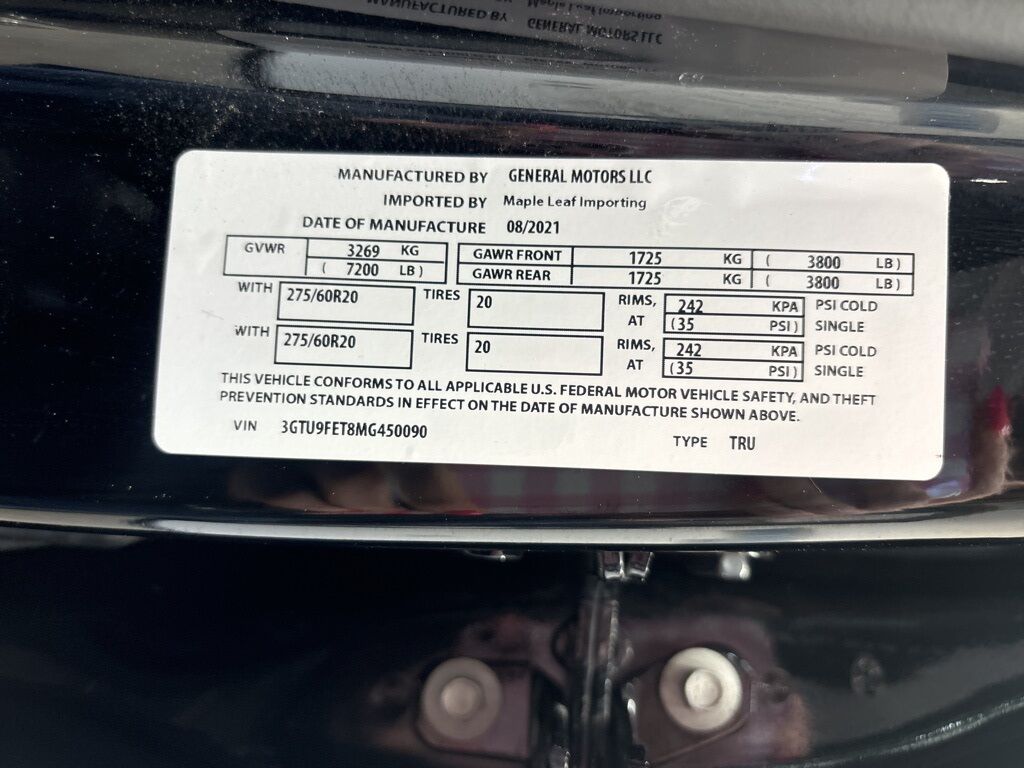 MANUFACTURED BY GENERAL MOTORS LLC
IMPORTED BY Maple Leaf Importing
DATE OF MANUFACTURE 08/2021
GVWR 3269 KG GAWR FRONT 1725 KG ( 3800 LB )
( 7200 LB ) GAWR REAR 1725 KG ( 3800 LB )
WITH 275/60R20 TIRES 20 RIMS, 242 KPA PSI COLD
AT (35 PSI) SINGLE
WITH 275/60R20 TIRES 20 RIMS, 242 KPA PSI COLD
AT (35 PSI) SINGLE
THIS VEHICLE CONFORMS TO ALL APPLICABLE U.S. FEDERAL MOTOR VEHICLE SAFETY, AND THEFT
PREVENTION STANDARDS IN EFFECT ON THE DATE OF MANUFACTURE SHOWN ABOVE.
VIN 3GTU9FET8MG450090 TYPE TRU